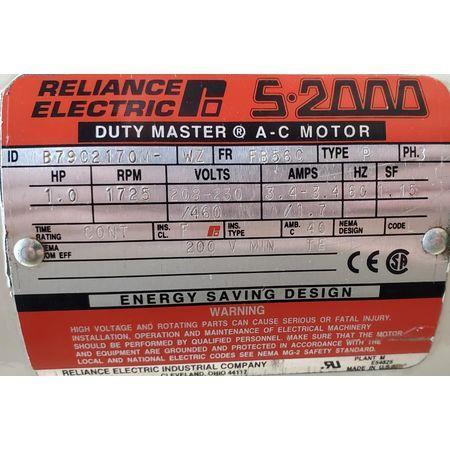 RELIANCE
ELECTRIC
S-2000
DUTY MASTER ® A-C MOTOR
ID B79C2170M- WZ FR FB56C TYPE P PH. 3
HP RPM VOLTS AMPS HZ SF
1.0 1725 208-230 3.4-3.4 60 1.15
/460 /1.7
TIME RATING CONT INS. CL. F INS. TYPE AMB. C 40 NEMA DESIGN CODE
NOM EFF 200 V MIN
CE SA
ENERGY SAVING DESIGN
WARNING
HIGH VOLTAGE AND ROTATING PARTS CAN CAUSE SERIOUS OR FATAL INJURY.
INSTALLATION, OPERATION AND MAINTENANCE OF ELECTRICAL MACHINERY
SHOULD BE PERFORMED BY QUALIFIED PERSONNEL. MAKE SURE THAT THE MOTOR
AND EQUIPMENT ARE GROUNDED AND PROTECTED IN ACCORDANCE WITH THE
LOCAL AND NATIONAL ELECTRIC CODES SEE NEMA MG-2 SAFETY STANDARD.
RELIANCE ELECTRIC INDUSTRIAL COMPANY
CLEVELAND, OHIO 44117
PLANT M
MADE IN U.S.A.